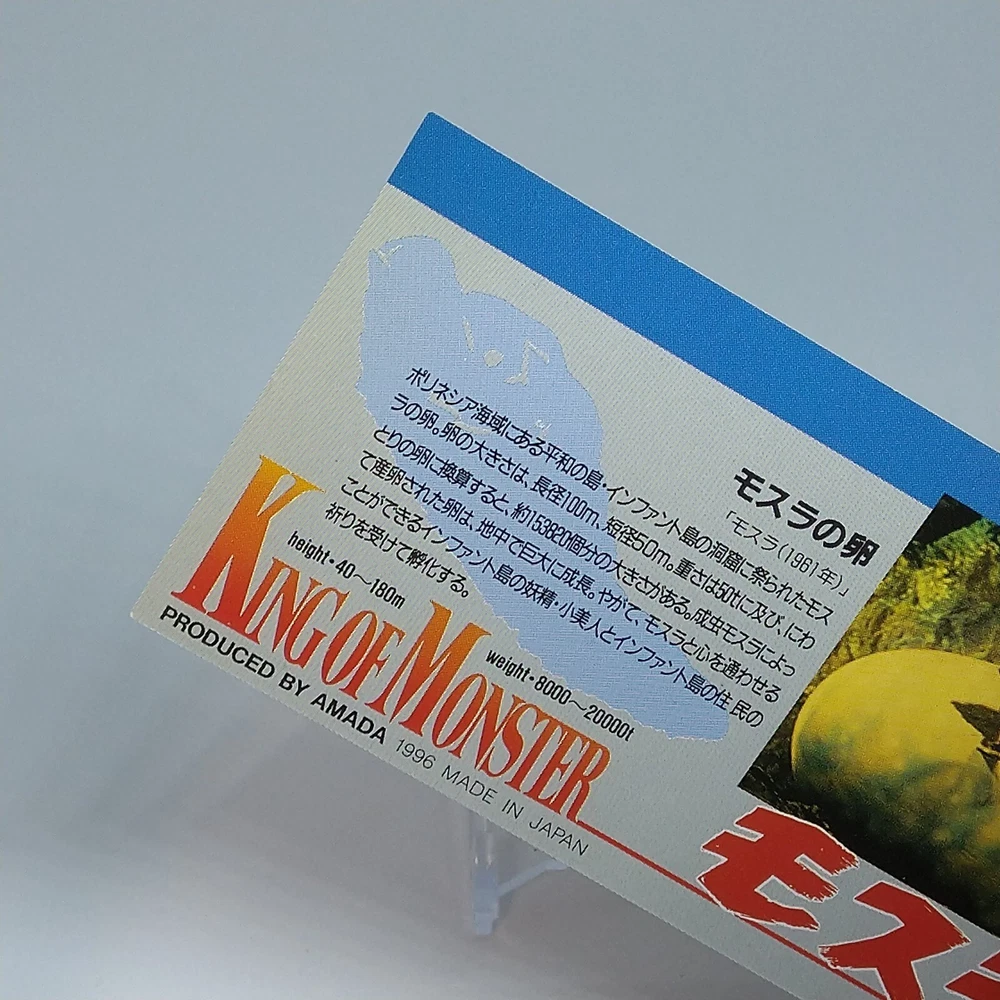 モスラの卵
「モスラ(1961年)」
ポリネシア海域にある平和の島・インファント島の洞窟に祭られたモス
ラの卵。卵の大きさは、長径100m、短径50m。重さは50tに及び、にわ
とりの卵に換算すると、約153820個分の大きさがある。成虫モスラによっ
て産卵された卵は、地中で巨大に成長。やがて、モスラと心を通わせる
ことができるインファント島の妖精・小美人とインファント島の住民の
祈りを受けて孵化する。
height・40〜180m
weight・8000〜20000t
KING OF MONSTER
PRODUCED BY AMADA 1996 MADE IN JAPAN
モス